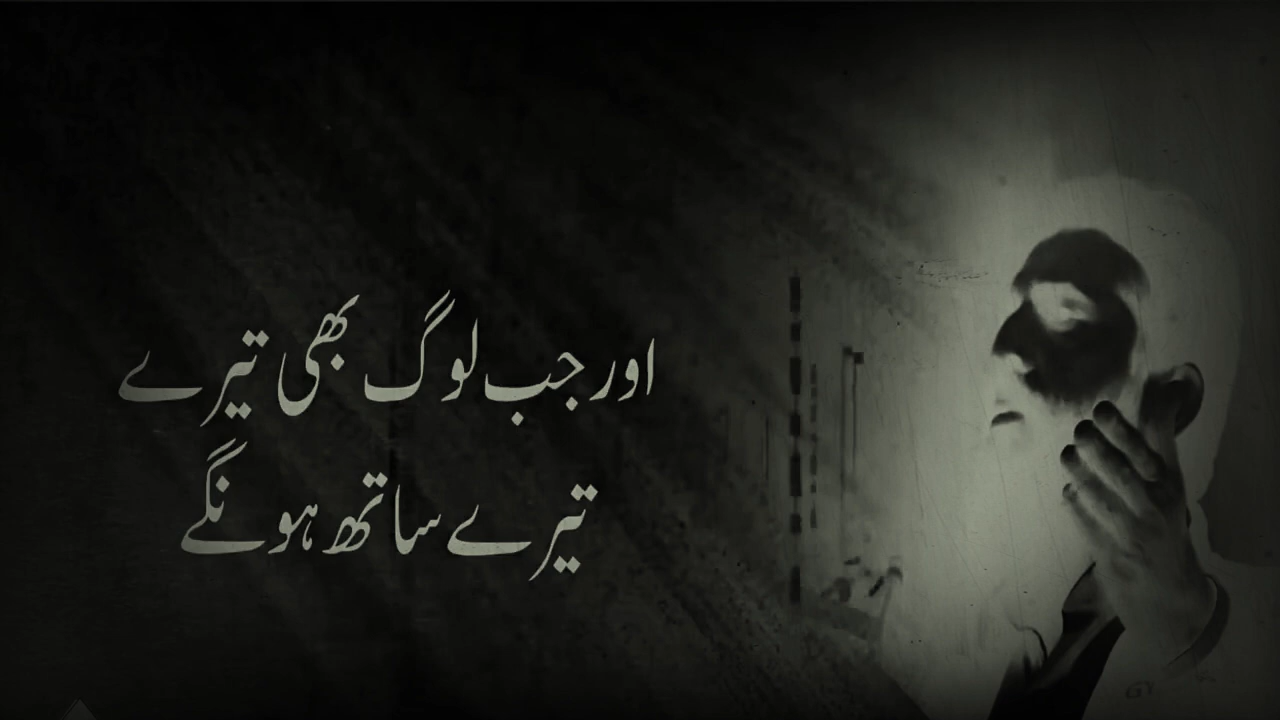 اور جب لوگ بھی تیرے
تیرے ساتھ ہونگے